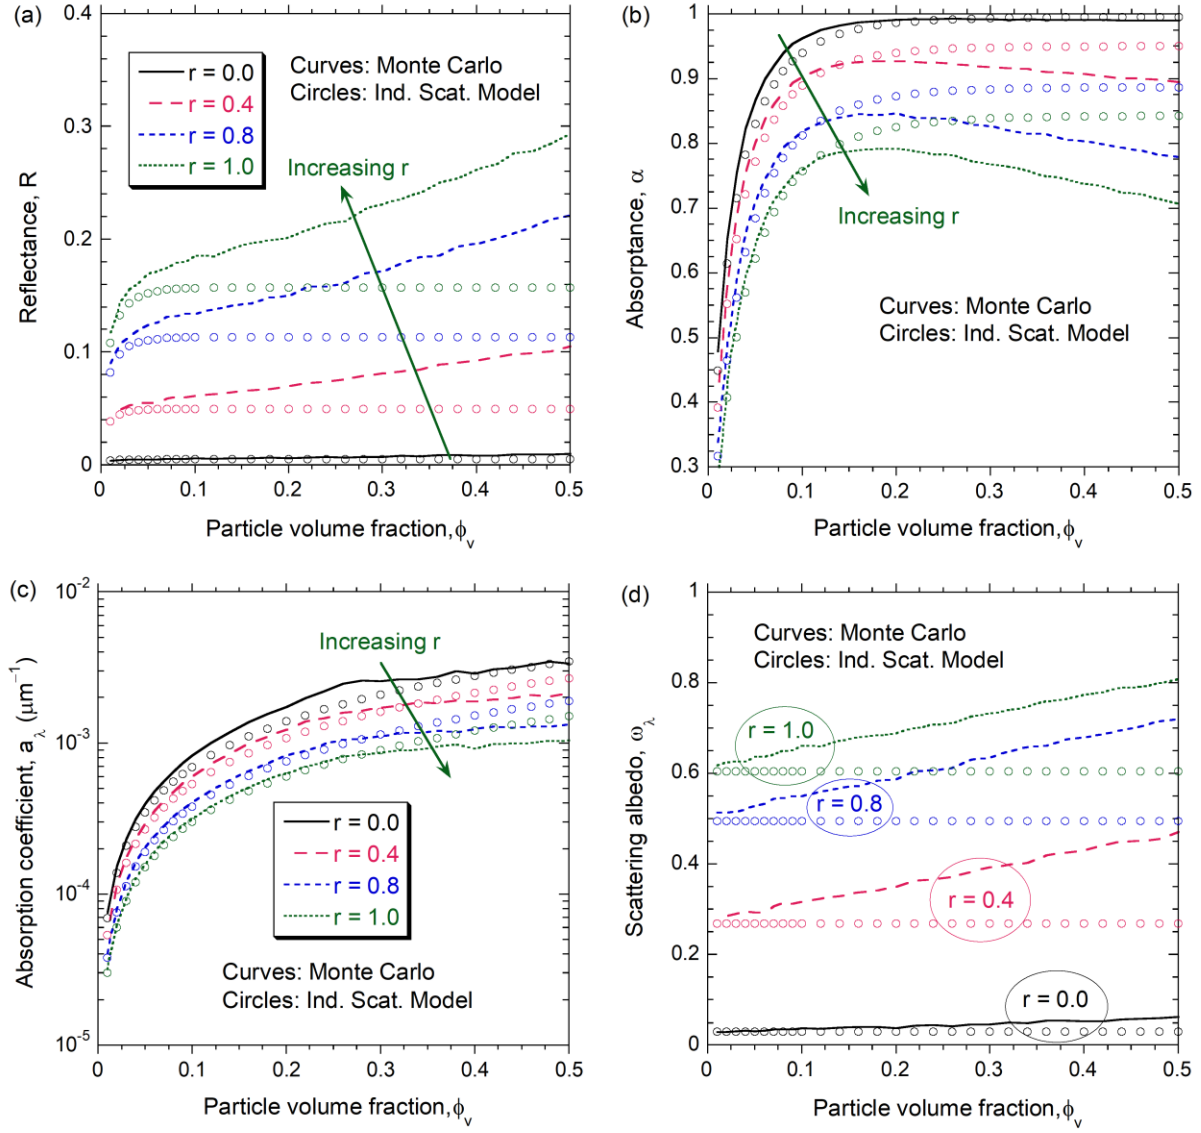 (a)
Reflectance, R
0.4
0.3
0.2
0.1
0
r = 0.0
r = 0.4
r = 0.8
r = 1.0
Curves: Monte Carlo
Circles: Ind. Scat. Model
Increasing r
0 0.1 0.2 0.3 0.4 0.5
Particle volume fraction,ϕv
(b)
Absorptance, α
1
0.9
0.8
0.7
0.6
0.5
0.4
0.3
Increasing r
Curves: Monte Carlo
Circles: Ind. Scat. Model
0 0.1 0.2 0.3 0.4 0.5
Particle volume fraction,ϕv
(c)
Absorption coefficient, aλ (μm⁻¹)
10⁻²
10⁻³
10⁻⁴
10⁻⁵
Increasing r
r = 0.0
r = 0.4
r = 0.8
r = 1.0
Curves: Monte Carlo
Circles: Ind. Scat. Model
0 0.1 0.2 0.3 0.4 0.5
Particle volume fraction,ϕv
(d)
Scattering albedo, ωλ
1
0.8
0.6
0.4
0.2
0
Curves: Monte Carlo
Circles: Ind. Scat. Model
r = 1.0
r = 0.8
r = 0.4
r = 0.0
0 0.1 0.2 0.3 0.4 0.5
Particle volume fraction,ϕv